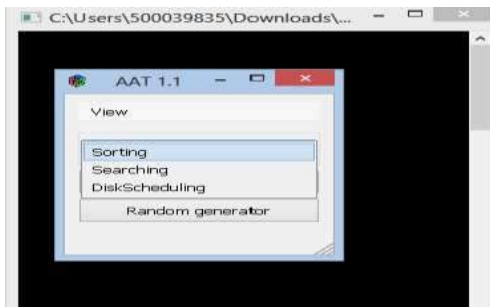 C:\Users\500039835\Downloads\...
AAT 1.1
View
Sorting
Searching
DiskScheduling
Random generator